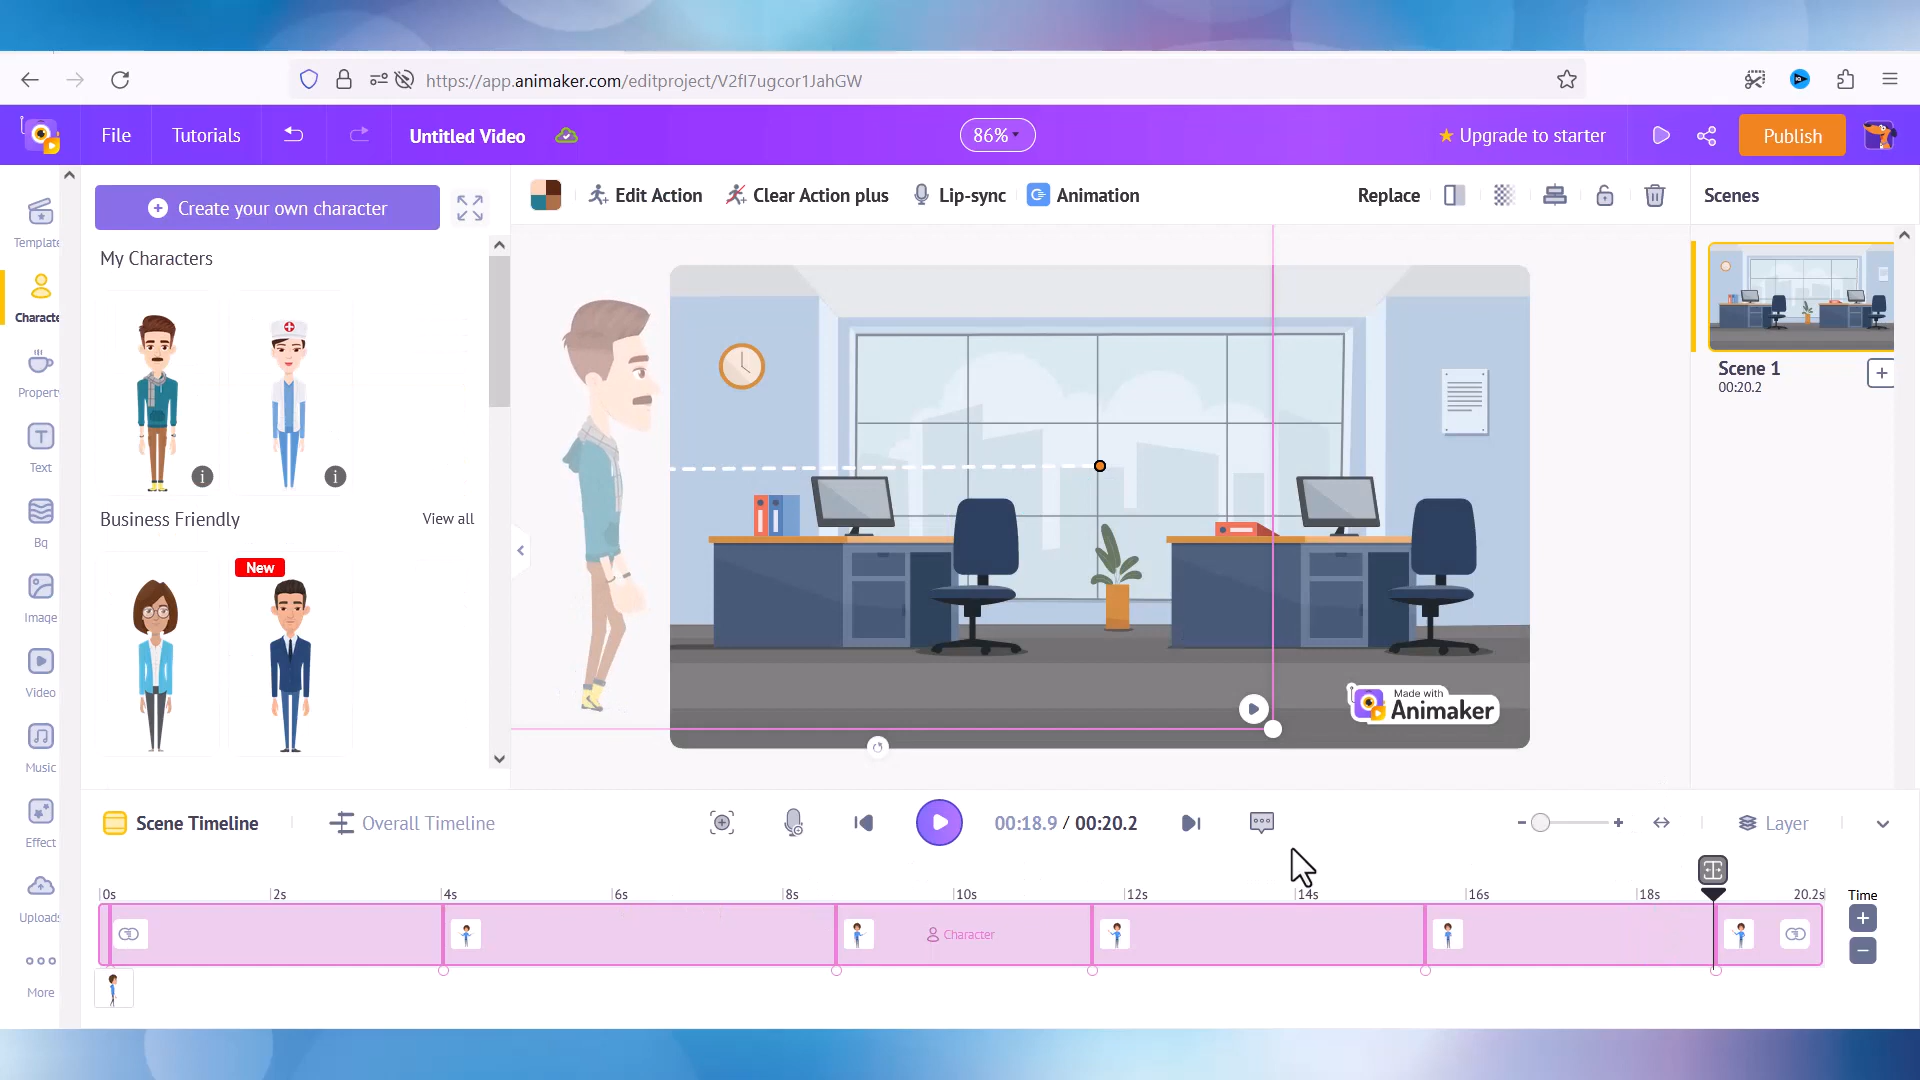 https://app.animaker.com/editproject/V2fI7ugcor1JahGW
File
Tutorials
Untitled Video
86%
Upgrade to starter
Publish
Template
Characte
Property
Text
Bg
Image
Video
Music
Effect
Uploads
More
Create your own character
My Characters
Business Friendly
View all
New
Edit Action
Clear Action plus
Lip-sync
Animation
Replace
Made with
Animaker
Scenes
Scene 1
00:20.2
Scene Timeline
Overall Timeline
00:18.9 / 00:20.2
Layer
0s
2s
4s
6s
8s
10s
12s
14s
16s
18s
20.2s
Time
Character